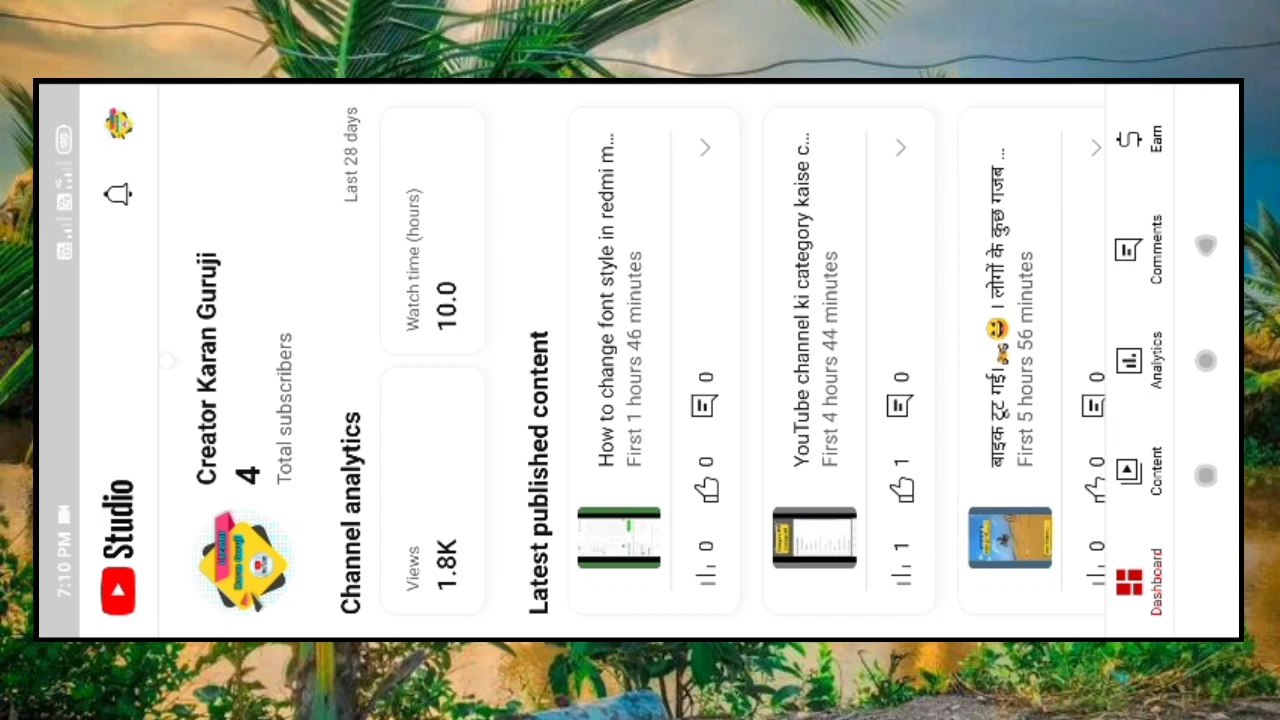 7:10 PM
Studio
Creator Karan Guruji
4
Total subscribers
Channel analytics
Last 28 days
Views
1.8K
Watch time (hours)
10.0
Latest published content
How to change font style in redmi m...
First 1 hours 46 minutes
0 0 0
YouTube channel ki category kaise c...
First 4 hours 44 minutes
1 1 0
बाइक टूट गई।🏍😄। लोगों के कुछ गजब ...
First 5 hours 56 minutes
0 0 0
Dashboard
Content
Analytics
Comments
Earn